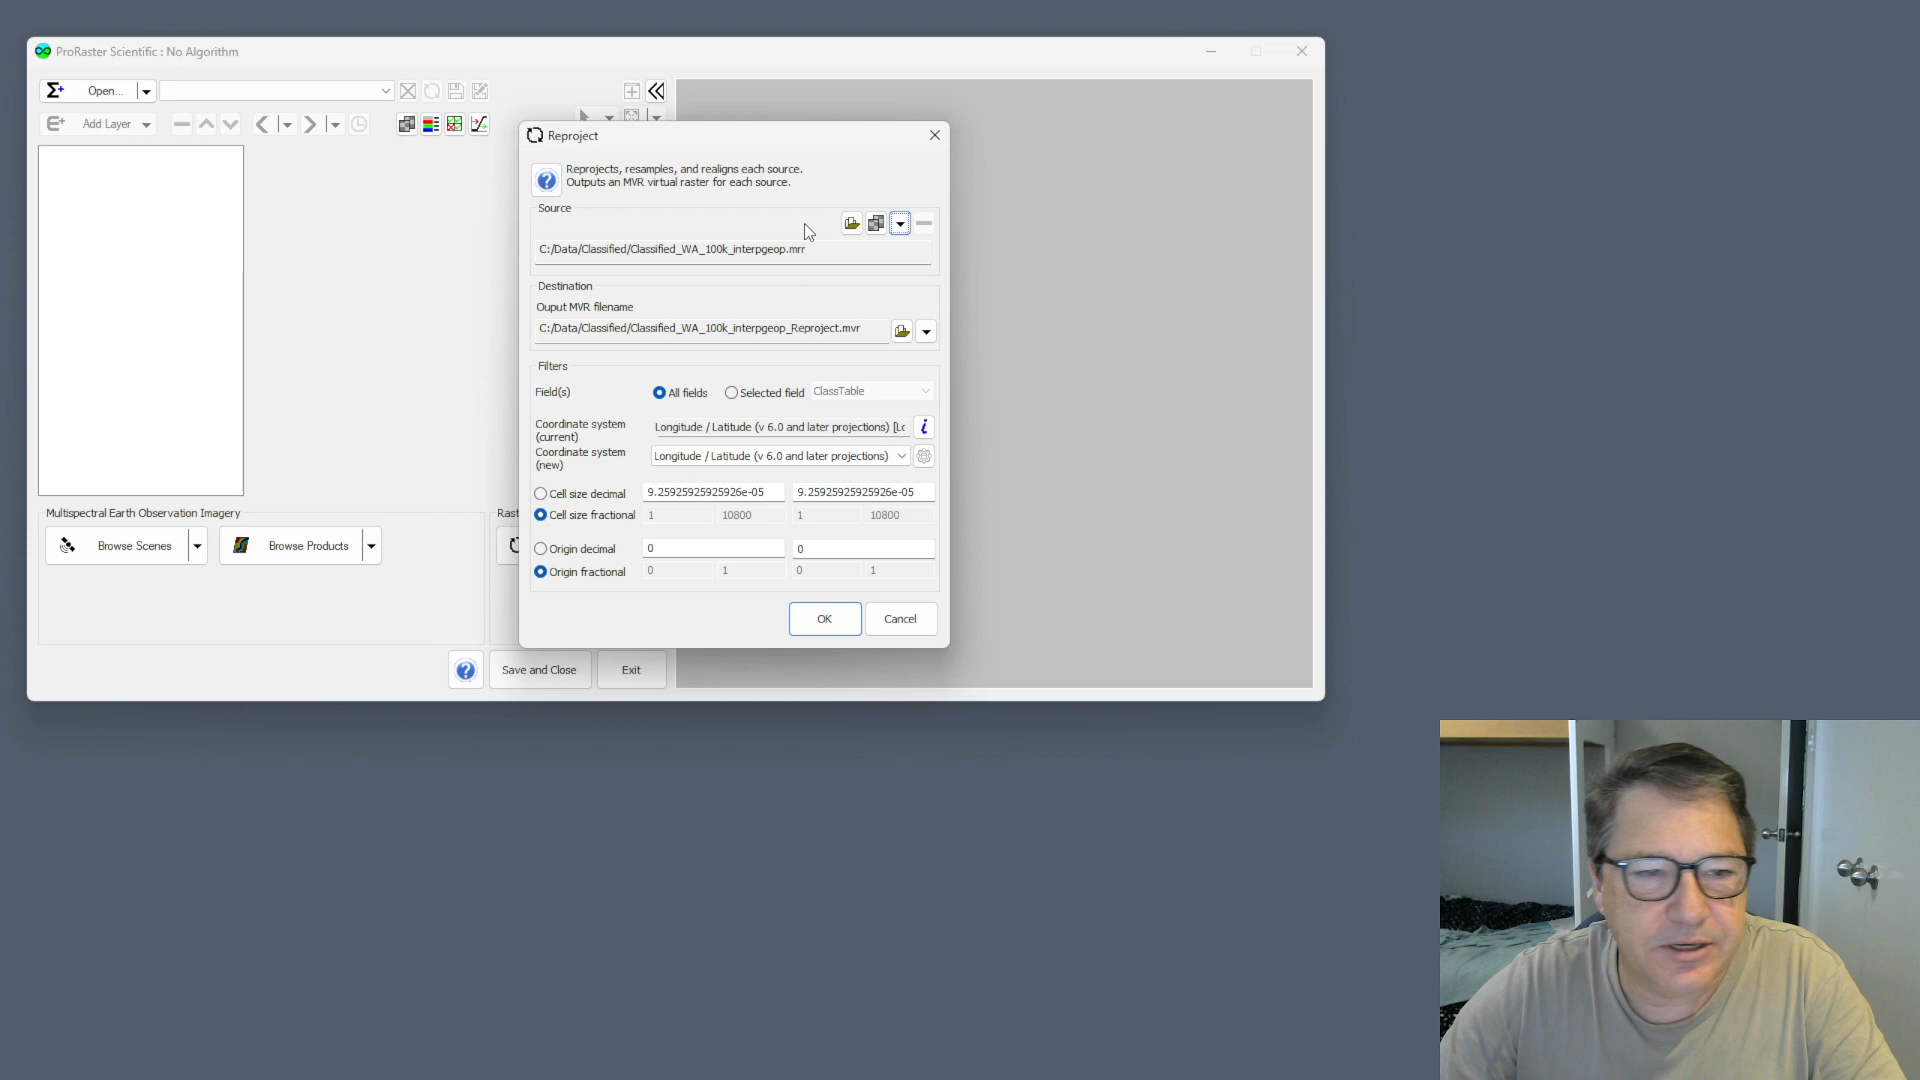 ProRaster Scientific : No Algorithm
Open...
Add Layer
Reproject
Reprojects, resamples, and realigns each source.
Outputs an MVR virtual raster for each source.
Source
C:/Data/Classified/Classified_WA_100k_interpgeop.mrr
Destination
Ouput MVR filename
C:/Data/Classified/Classified_WA_100k_interpgeop_Reproject.mvr
Filters
Field(s) All fields Selected field ClassTable
Coordinate system
(current)
Longitude / Latitude (v 6.0 and later projections) [Lc
Coordinate system
(new)
Longitude / Latitude (v 6.0 and later projections)
Cell size decimal 9.25925925925926e-05 9.25925925925926e-05
Cell size fractional 1 10800 1 10800
Origin decimal 0 0
Origin fractional 0 1 0 1
OK Cancel
Multispectral Earth Observation Imagery
Rast
Browse Scenes
Browse Products
Save and Close
Exit